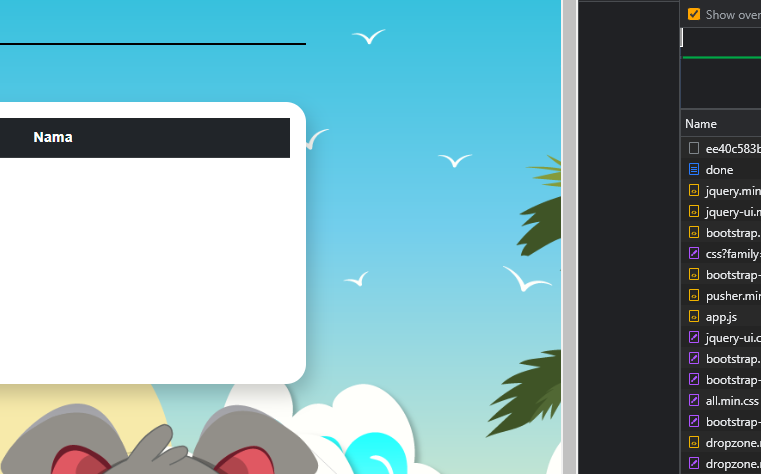 Nama
Show over
Name
ee40c583b
done
jquery.min
jquery-ui.m
bootstrap.
css?family=
bootstrap-
pusher.min
app.js
jquery-ui.c
bootstrap.
bootstrap-
all.min.css
bootstrap-
dropzone.m
dropzone.m